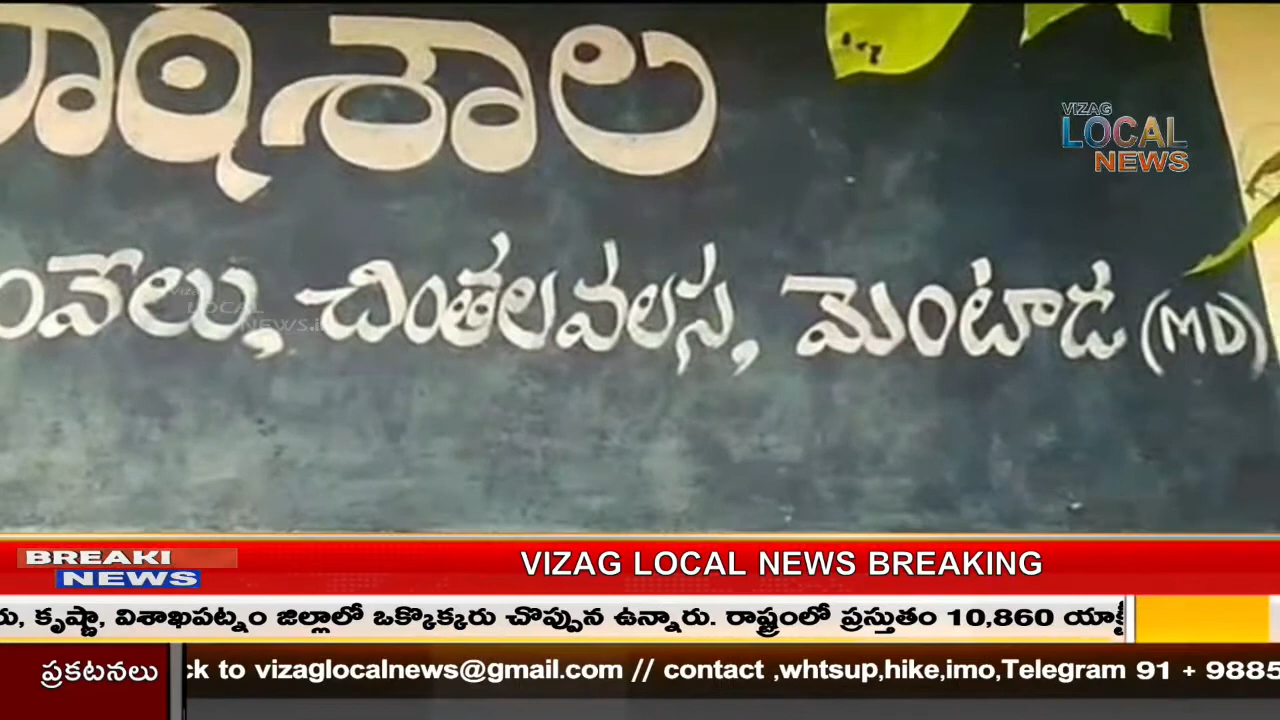 శాల
VIZAG
LOCAL
NEWS
చింతలవలస, మెంటాడ (MD)
BREAKI
NEWS
VIZAG LOCAL NEWS BREAKING
కృష్ణా, విశాఖపట్నం జిల్లాలో ఒక్కొక్కరు చొప్పున ఉన్నారు. రాష్ట్రంలో ప్రస్తుతం 10,860
ప్రకటనలు
ck to vizaglocalnews@gmail.com // contact ,whtsup,hike,imo,Telegram 91 + 9885